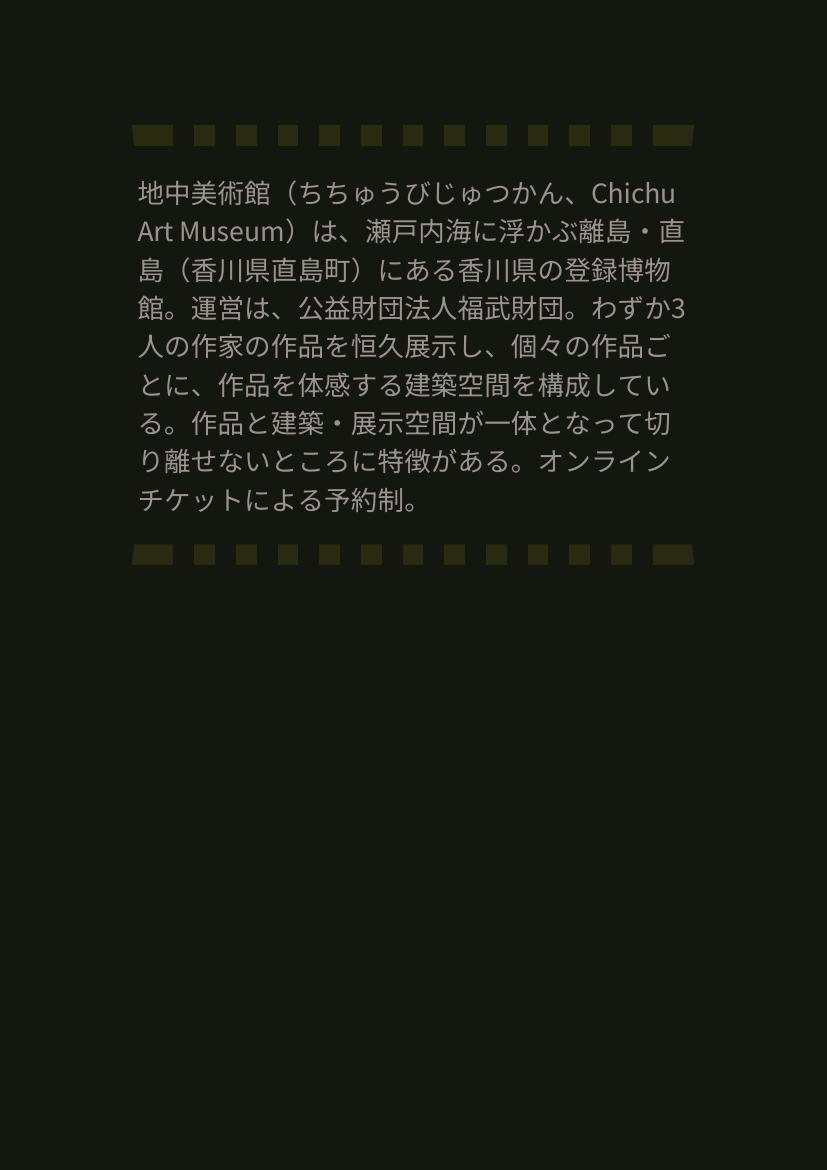 地中美術館（ちちゅうびじゅつかん、Chichu
Art Museum）は、瀬戸内海に浮かぶ離島・直
島（香川県直島町）にある香川県の登録博物
館。運営は、公益財団法人福武財団。わずか3
人の作家の作品を恒久展示し、個々の作品ご
とに、作品を体感する建築空間を構成してい
る。作品と建築・展示空間が一体となって切
り離せないところに特徴がある。オンライン
チケットによる予約制。